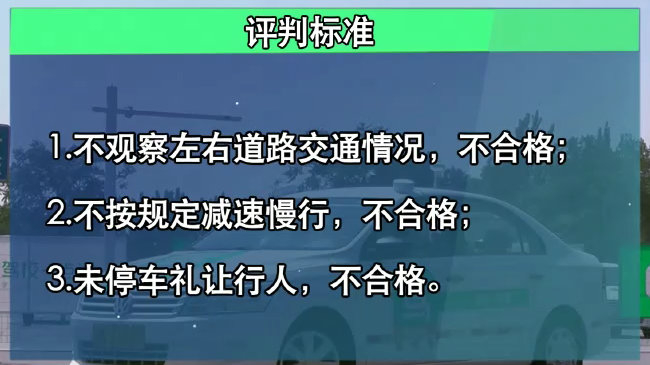 评判标准
1.不观察左右道路交通情况，不合格；
2.不按规定减速慢行，不合格；
3.未停车礼让行人，不合格。
驾校